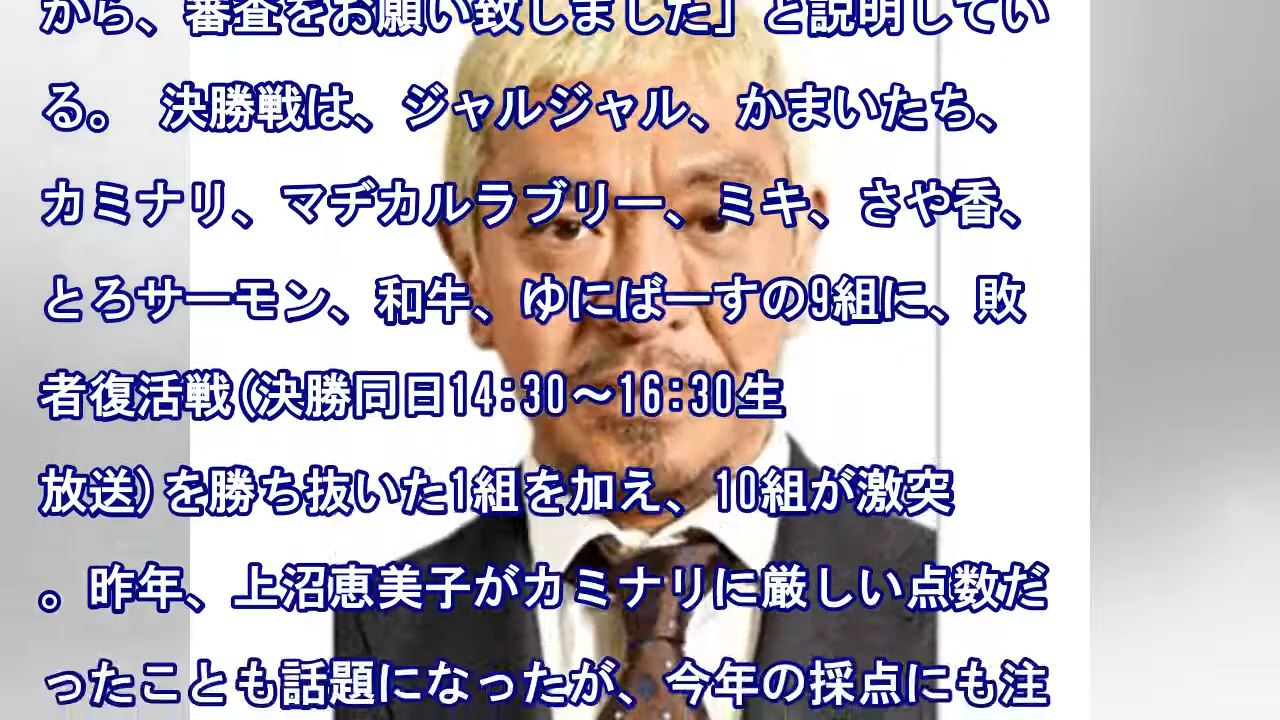 から、審査をお願い致しました」と説明してい
る。 決勝戦は、ジャルジャル、かまいたち、
カミナリ、マヂカルラブリー、ミキ、さや香、
とろサーモン、和牛、ゆにばーすの9組に、敗
者復活戦(決勝同日14:30～16:30生
放送)を勝ち抜いた1組を加え、10組が激突
。昨年、上沼恵美子がカミナリに厳しい点数だ
ったことも話題になったが、今年の採点にも注